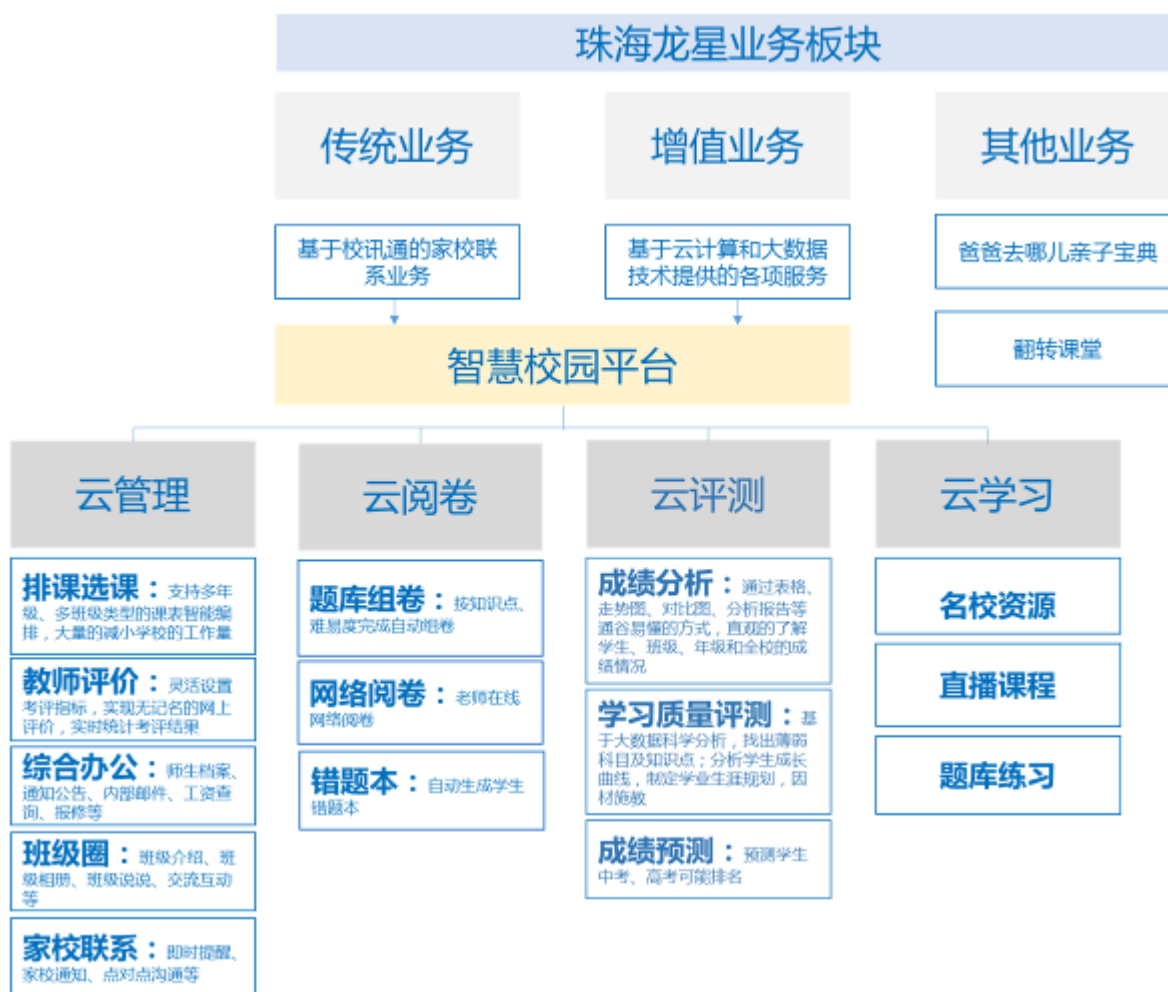 珠海龙星业务板块
传统业务
增值业务
其他业务
基于校讯通的家校联
系业务
基于云计算和大数据
技术提供的各项服务
爸爸去哪儿亲子宝典
翻转课堂
智慧校园平台
云管理
云阅卷
云评测
云学习
排课选课：支持多年
级、多班级类型的课表智能编
排，大量的减小学校的工作量
教师评价：灵活设置
考评指标，实现无记名的网上
评价，实时统计考评结果
综合办公：师生档案、
通知公告、内部邮件、工资查
询、报修等
班级圈：班级介绍、班
级相册、班级说说、交流互动
等
家校联系：即时提醒、
家校通知、点对点沟通等
题库组卷：按知识点、
难易度完成自动组卷
网络阅卷：老师在线
网络阅卷
错题本：自动生成学生
错题本
成绩分析：通过表格、
走势图、对比图、分析报告等
通谷易懂的方式，直观的了解
学生、班级、年级和全校的成
绩情况
学习质量评测：基
于大数据科学分析，找出薄弱
科目及知识点；分析学生成长
曲线，制定学业生涯规划，因
材施教
成绩预测：预测学生
中考、高考可能排名
名校资源
直播课程
题库练习